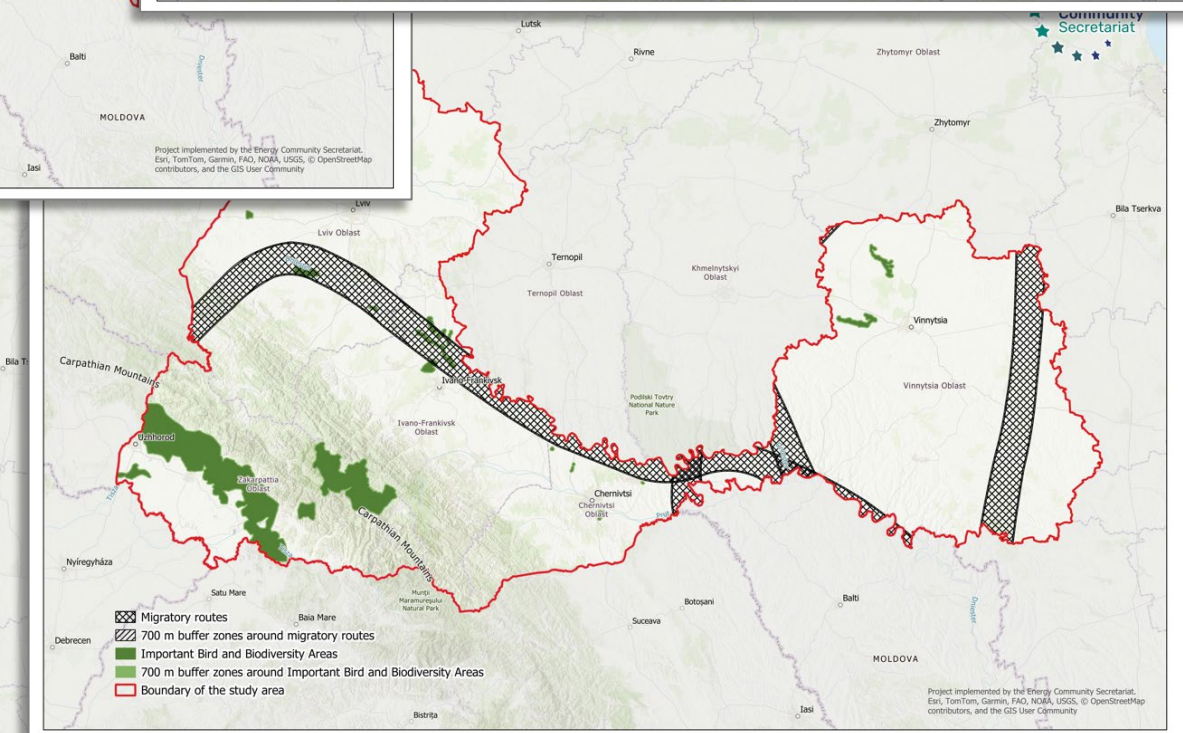 Community
Secretariat
Balti
Dniester
MOLDOVA
Project implemented by the Energy Community Secretariat.
Esri, TomTom, Garmin, FAO, NOAA, USGS, © OpenStreetMap
contributors, and the GIS User Community
Iasi
Lutsk
Rivne
Zhytomyr Oblast
Zhytomyr
Bila Tserkva
Lviv
Lviv Oblast
Ternopil
Ternopil Oblast
Khmelnytskyi
Oblast
Vinnytsia
Vinnytsia Oblast
Bila T
Carpathian Mountains
Ivano-Frankivsk
Podilski Tovtry
National Nature
Park
Ivano-Frankivsk
Oblast
Uzhhorod
Zakarpattia
Oblast
Tisza
Chernivtsi
Chernivtsi
Oblast
Carpathian Mountains
Nyíregyháza
Satu Mare
Munții
Maramureșului
Natural Park
Botoșani
Balti
Dniester
Baia Mare
Suceava
Debrecen
MOLDOVA
Migratory routes
700 m buffer zones around migratory routes
Important Bird and Biodiversity Areas
700 m buffer zones around Important Bird and Biodiversity Areas
Boundary of the study area
Project implemented by the Energy Community Secretariat.
Esri, TomTom, Garmin, FAO, NOAA, USGS, © OpenStreetMap
contributors, and the GIS User Community
Bistrița
Iasi